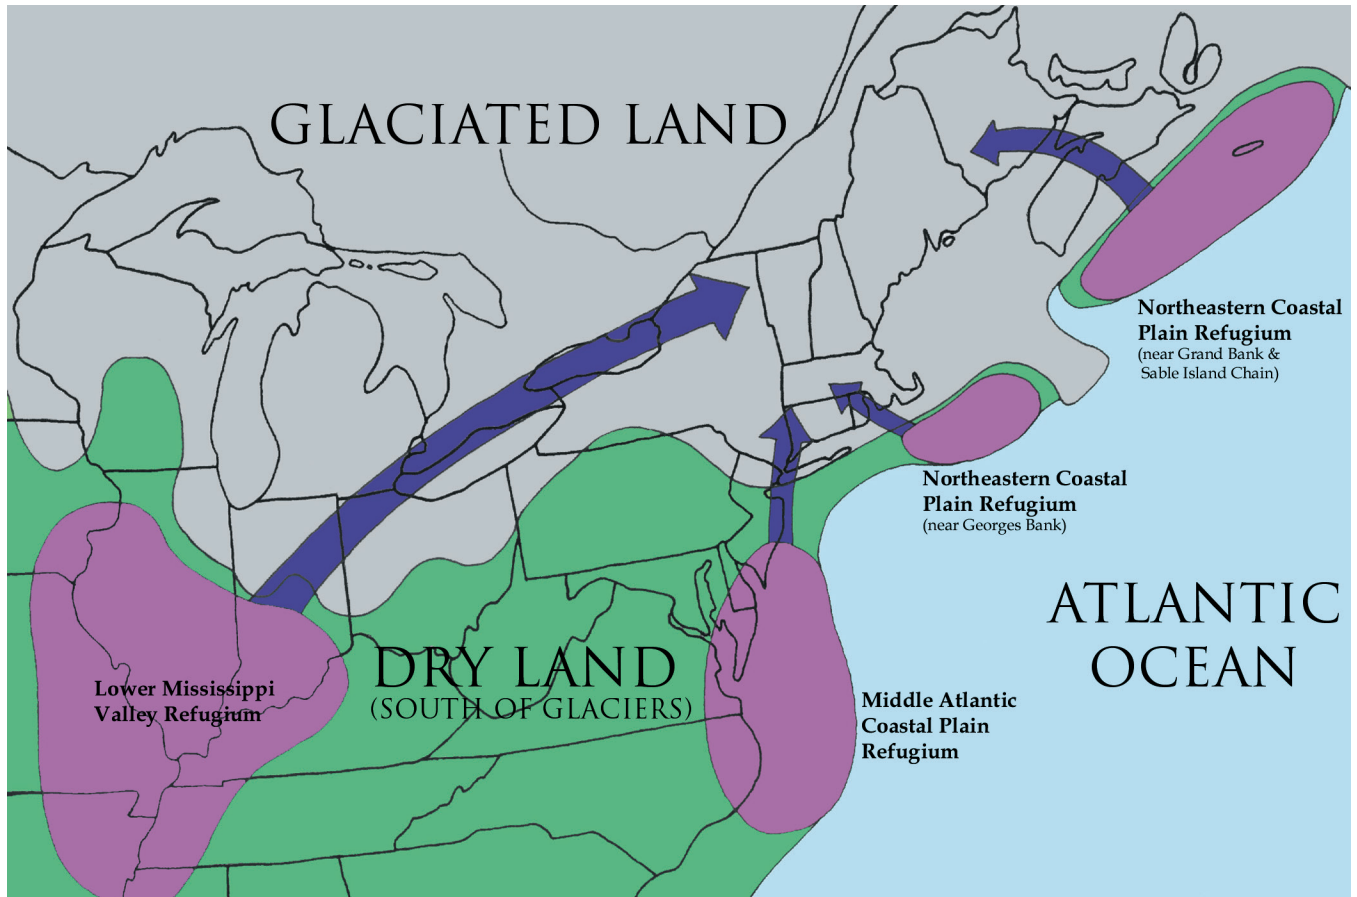 GLACIATED LAND
Northeastern Coastal
Plain Refugium
(near Grand Bank &
Sable Island Chain)
Northeastern Coastal
Plain Refugium
(near Georges Bank)
ATLANTIC
OCEAN
DRY LAND
(SOUTH OF GLACIERS)
Lower Mississippi
Valley Refugium
Middle Atlantic
Coastal Plain
Refugium